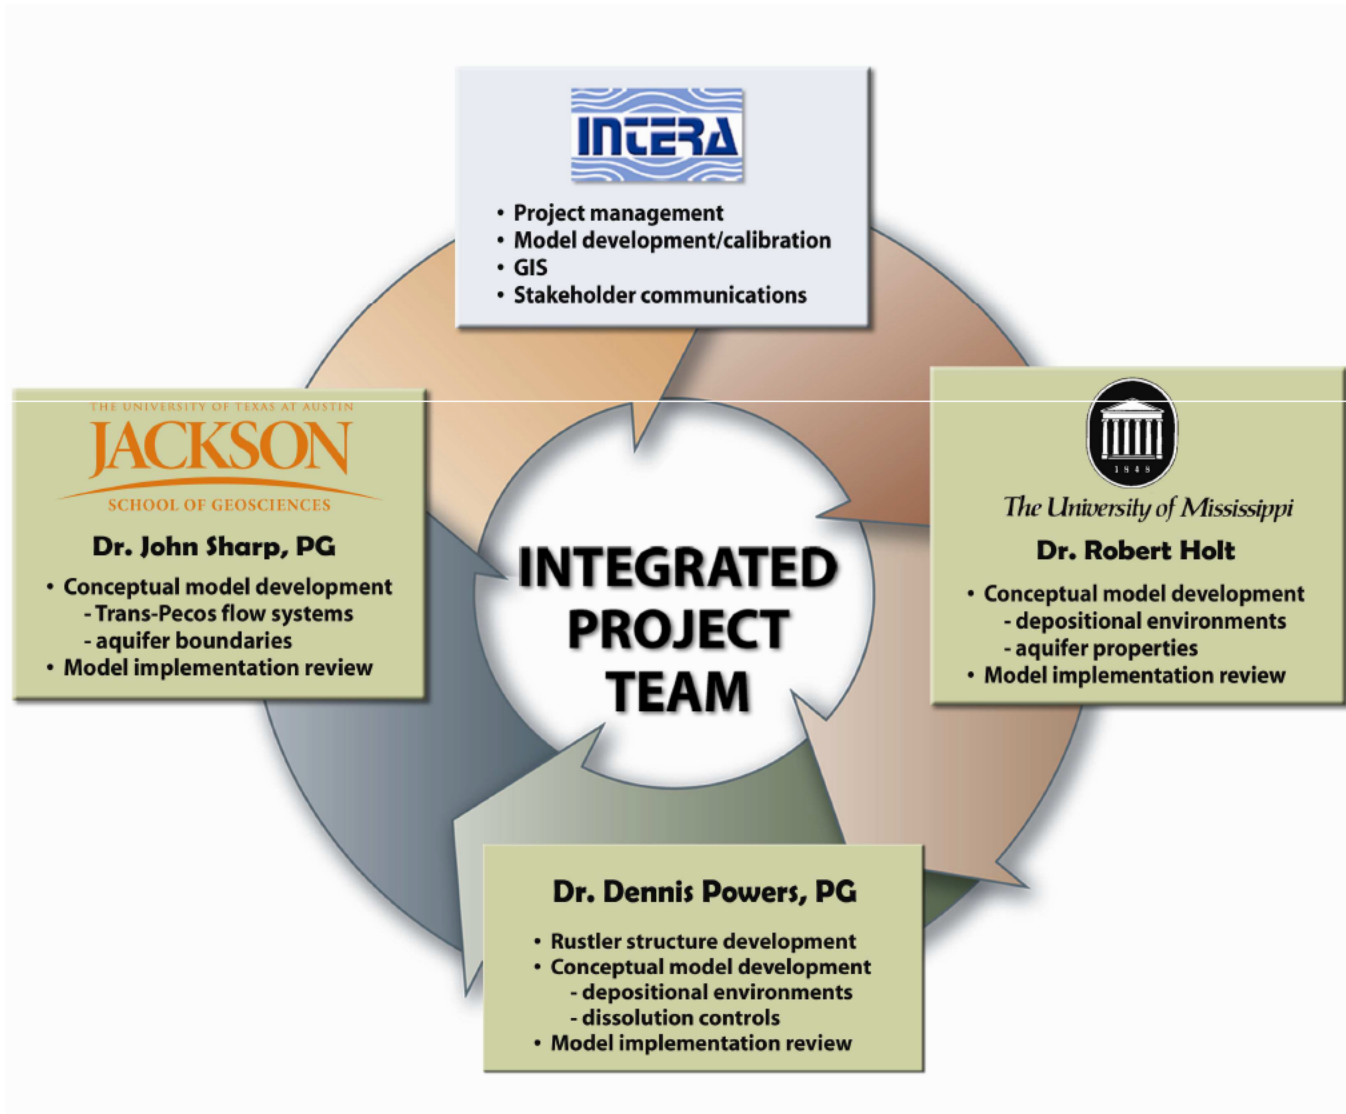 INTERA
• Project management
• Model development/calibration
• GIS
• Stakeholder communications
THE UNIVERSITY OF TEXAS AT AUSTIN
JACKSON
SCHOOL OF GEOSCIENCES
Dr. John Sharp, PG
• Conceptual model development
- Trans-Pecos flow systems
- aquifer boundaries
• Model implementation review
1848
The University of Mississippi
Dr. Robert Holt
• Conceptual model development
- depositional environments
- aquifer properties
• Model implementation review
INTEGRATED
PROJECT
TEAM
Dr. Dennis Powers, PG
• Rustler structure development
• Conceptual model development
- depositional environments
- dissolution controls
• Model implementation review